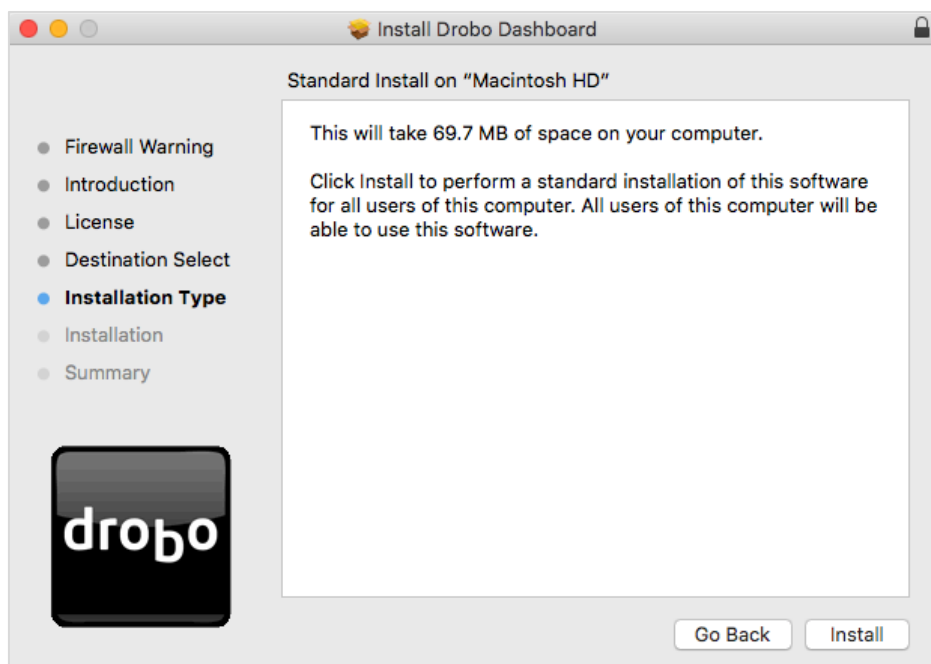 Install Drobo Dashboard
Standard Install on “Macintosh HD”
Firewall Warning
Introduction
License
Destination Select
Installation Type
Installation
Summary
This will take 69.7 MB of space on your computer.
Click Install to perform a standard installation of this software
for all users of this computer. All users of this computer will be
able to use this software.
drobo
Go Back
Install